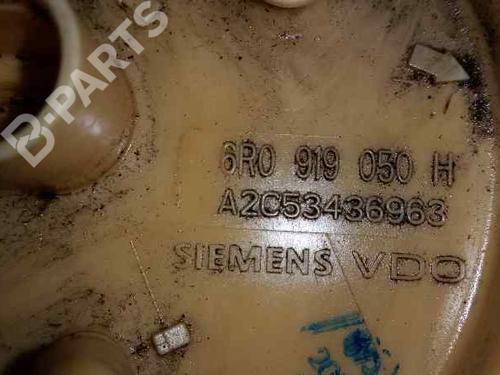 B-PARTS
6R0 919 050 H
A2C53436963
SIEMENS VDO